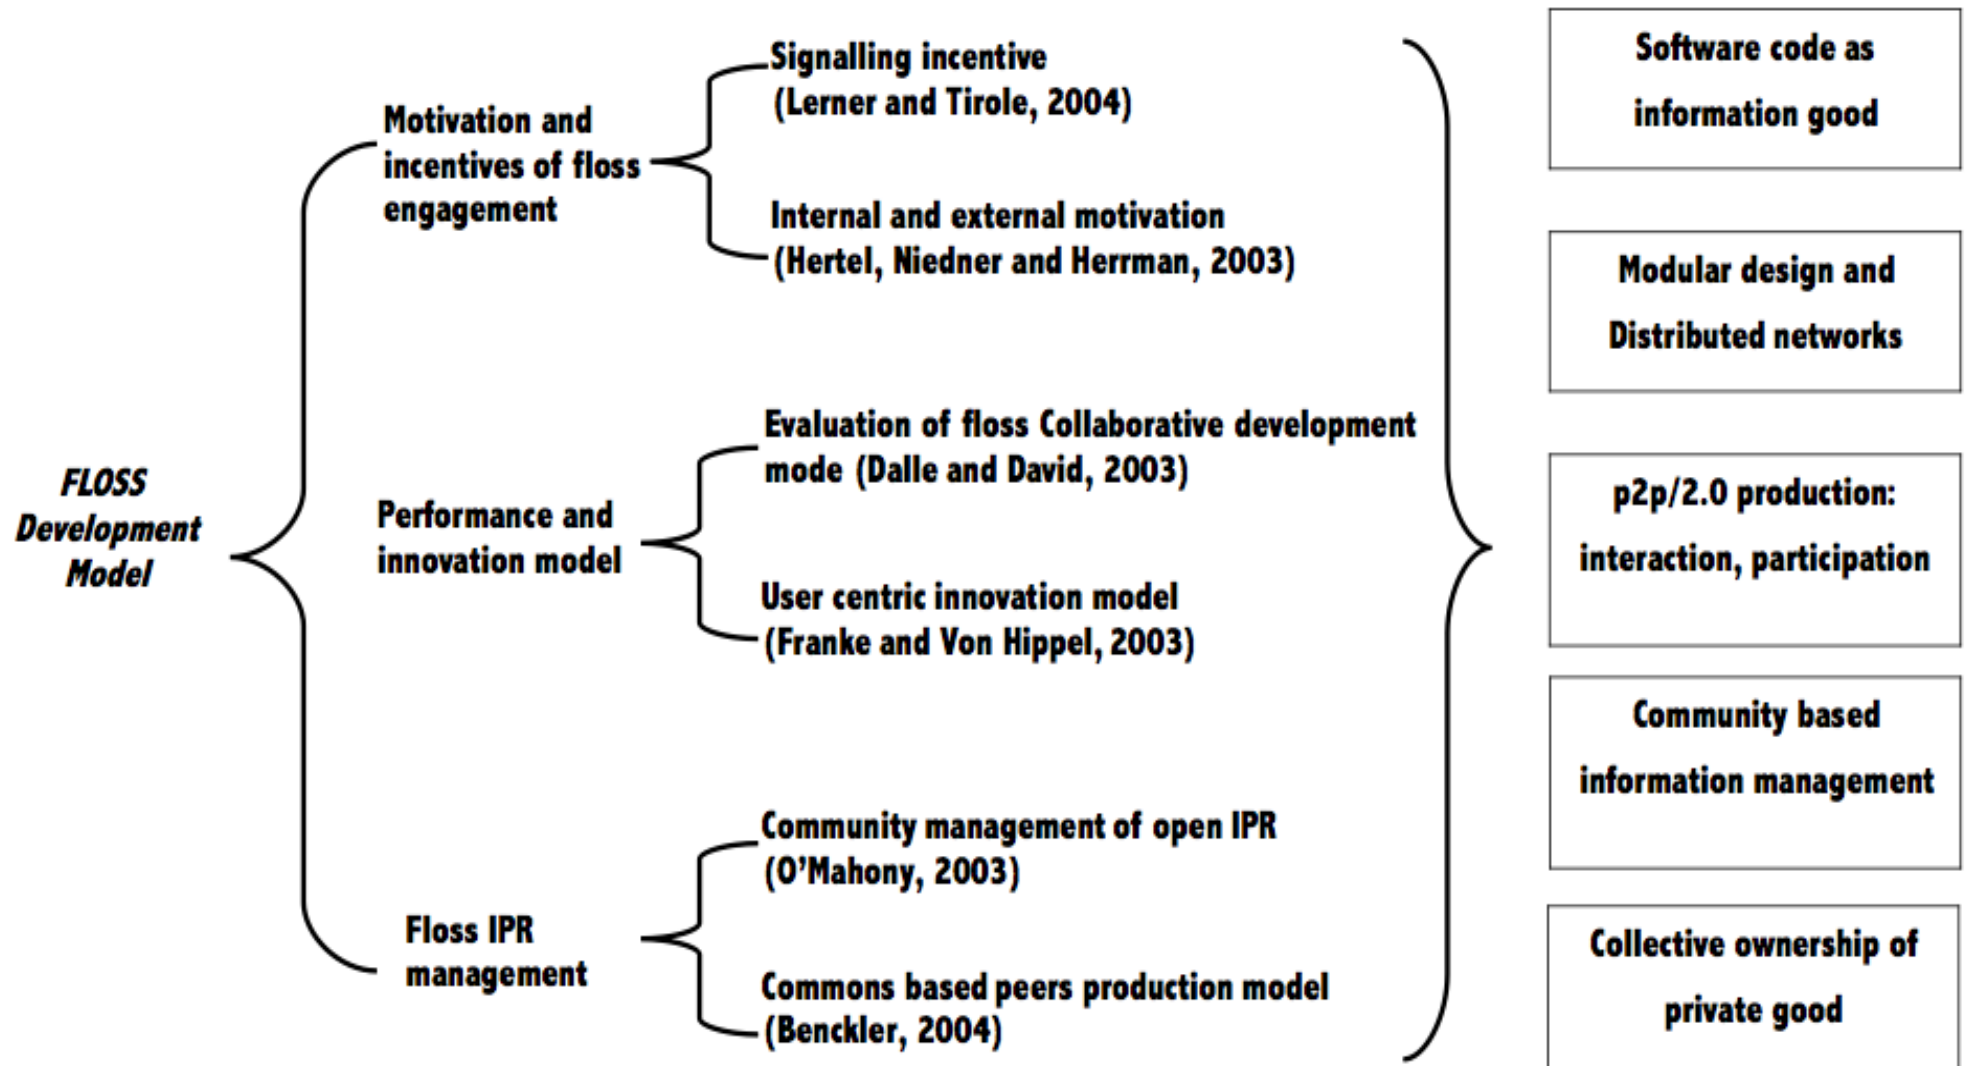 FLOSS
Development
Model
Motivation and
incentives of floss
engagement
Signalling incentive
(Lerner and Tirole, 2004)
Internal and external motivation
(Hertel, Niedner and Herrman, 2003)
Performance and
innovation model
Evaluation of floss Collaborative development
mode (Dalle and David, 2003)
User centric innovation model
(Franke and Von Hippel, 2003)
Floss IPR
management
Community management of open IPR
(O'Mahony, 2003)
Commons based peers production model
(Benckler, 2004)
Software code as
information good
Modular design and
Distributed networks
p2p/2.0 production:
interaction, participation
Community based
information management
Collective ownership of
private good